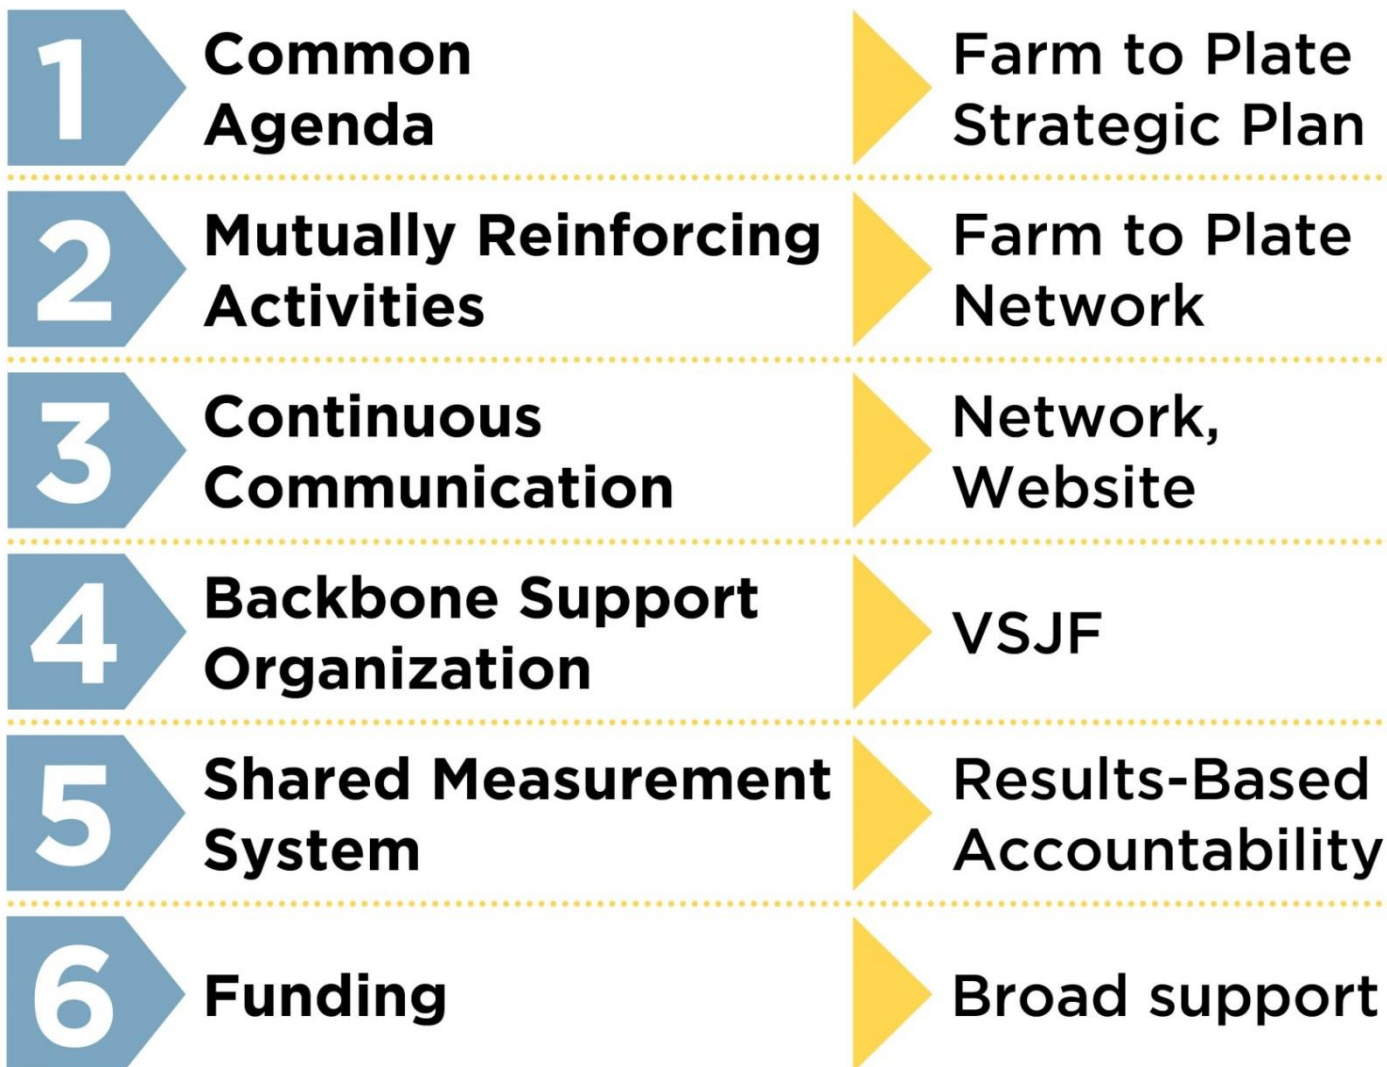 1
Common
Agenda
Farm to Plate
Strategic Plan
2
Mutually Reinforcing
Activities
Farm to Plate
Network
3
Continuous
Communication
Network,
Website
4
Backbone Support
Organization
VSJF
5
Shared Measurement
System
Results-Based
Accountability
6
Funding
Broad support